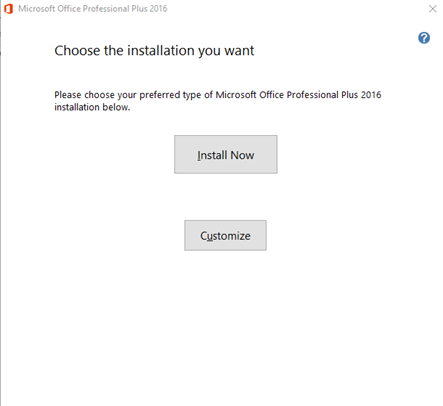 Microsoft Office Professional Plus 2016
Choose the installation you want
Please choose your preferred type of Microsoft Office Professional Plus 2016
installation below.
Install Now
Customize